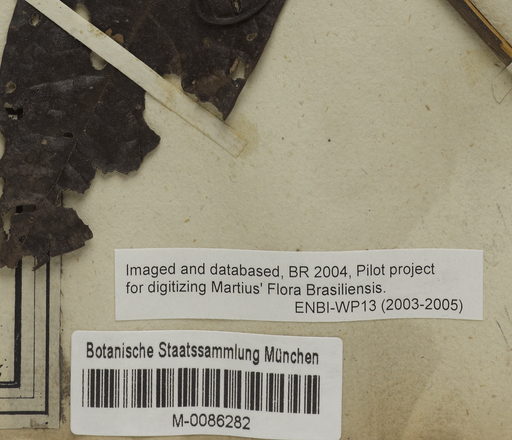 Imaged and databased, BR 2004, Pilot project
for digitizing Martius' Flora Brasiliensis.
ENBI-WP13 (2003-2005)
Botanische Staatssammlung München
M-0086282